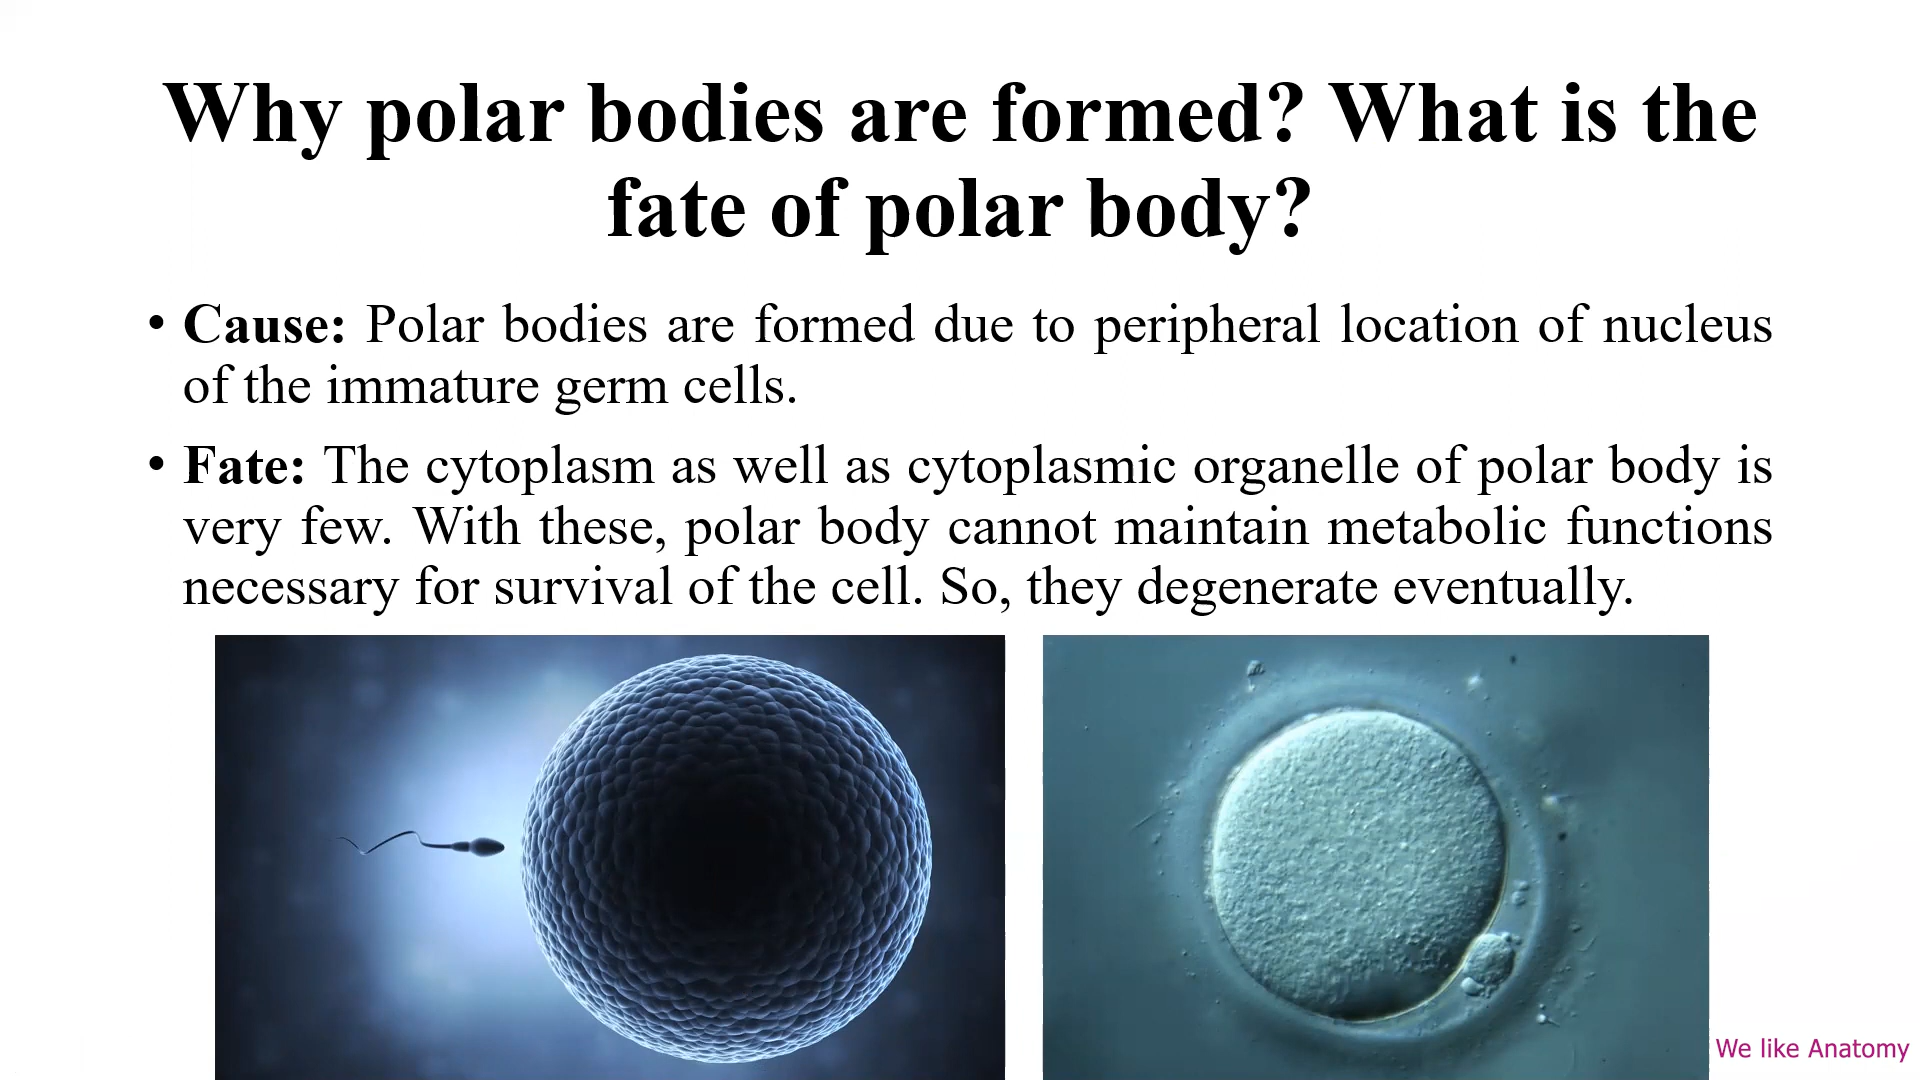 Why polar bodies are formed? What is the
fate of polar body?
• Cause: Polar bodies are formed due to peripheral location of nucleus
of the immature germ cells.
• Fate: The cytoplasm as well as cytoplasmic organelle of polar body is
very few. With these, polar body cannot maintain metabolic functions
necessary for survival of the cell. So, they degenerate eventually.
We like Anatomy